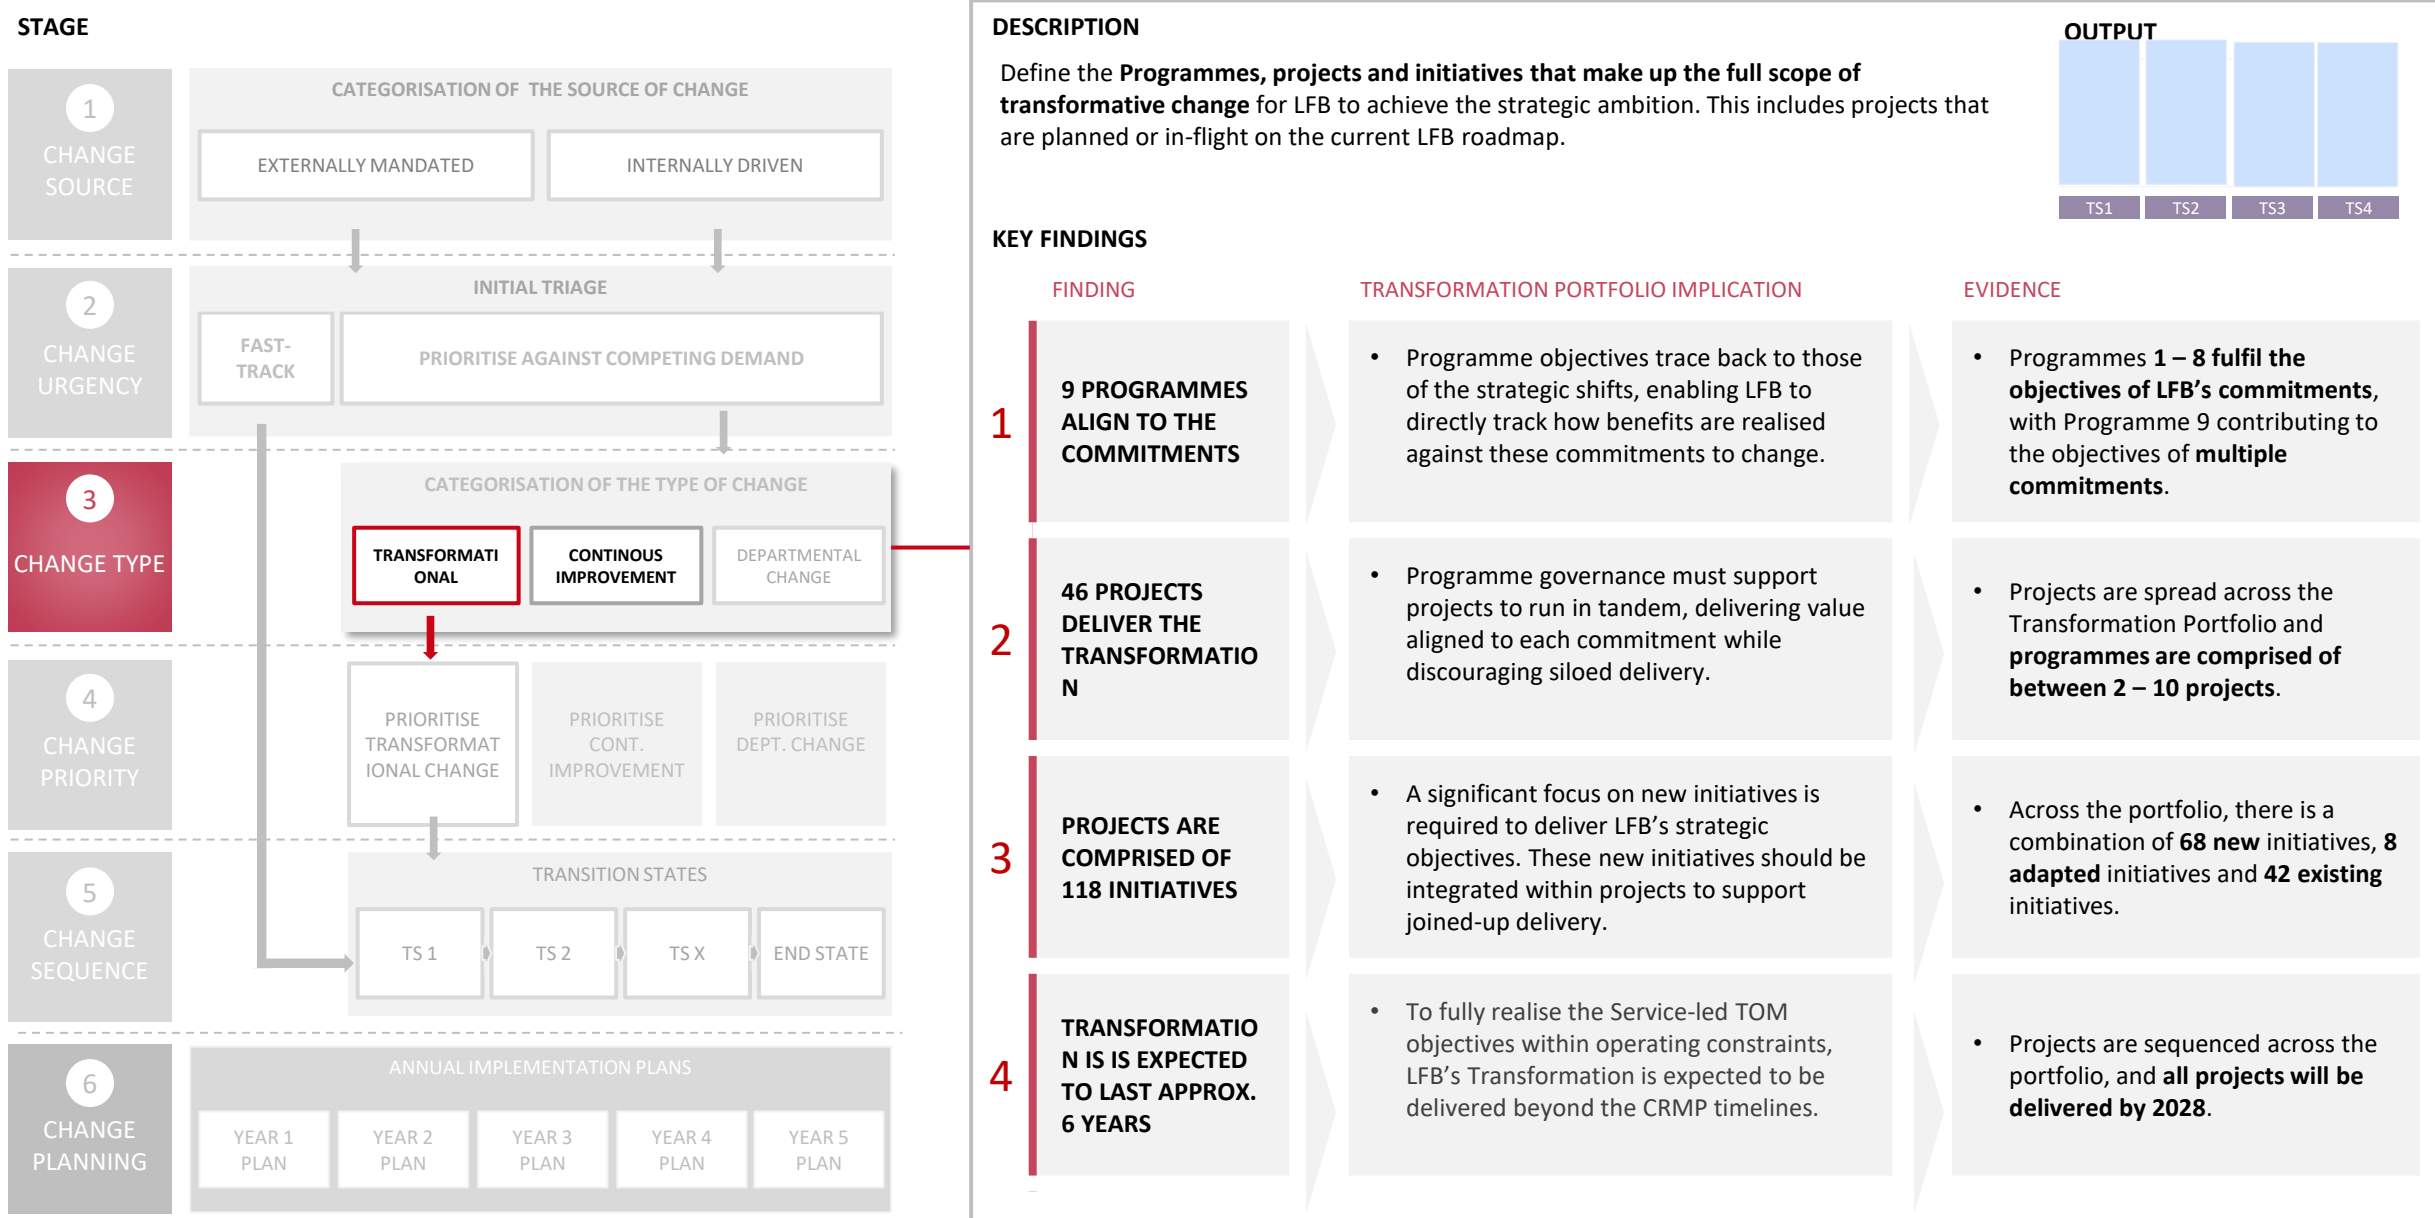 STAGE
1
CHANGE
SOURCE
CATEGORISATION OF THE SOURCE OF CHANGE
EXTERNALLY MANDATED
INTERNALLY DRIVEN
2
CHANGE
URGENCY
INITIAL TRIAGE
FAST-
TRACK
PRIORITISE AGAINST COMPETING DEMAND
3
CHANGE TYPE
CATEGORISATION OF THE TYPE OF CHANGE
TRANSFORMATI
ONAL
CONTINOUS
IMPROVEMENT
DEPARTMENTAL
CHANGE
4
CHANGE
PRIORITY
PRIORITISE
TRANSFORMAT
IONAL CHANGE
PRIORITISE
CONT.
IMPROVEMENT
PRIORITISE
DEPT. CHANGE
5
CHANGE
SEQUENCE
TRANSITION STATES
TS 1
TS 2
TS X
END STATE
6
CHANGE
PLANNING
ANNUAL IMPLEMENTATION PLANS
YEAR 1
PLAN
YEAR 2
PLAN
YEAR 3
PLAN
YEAR 4
PLAN
YEAR 5
PLAN
DESCRIPTION
Define the Programmes, projects and initiatives that make up the full scope of
transformative change for LFB to achieve the strategic ambition. This includes projects that
are planned or in-flight on the current LFB roadmap.
OUTPUT
TS1
TS2
TS3
TS4
KEY FINDINGS
FINDING
TRANSFORMATION PORTFOLIO IMPLICATION
EVIDENCE
1
9 PROGRAMMES
ALIGN TO THE
COMMITMENTS
• Programme objectives trace back to those
of the strategic shifts, enabling LFB to
directly track how benefits are realised
against these commitments to change.
• Programmes 1 – 8 fulfil the
objectives of LFB’s commitments,
with Programme 9 contributing to
the objectives of multiple
commitments.
2
46 PROJECTS
DELIVER THE
TRANSFORMATIO
N
• Programme governance must support
projects to run in tandem, delivering value
aligned to each commitment while
discouraging siloed delivery.
• Projects are spread across the
Transformation Portfolio and
programmes are comprised of
between 2 – 10 projects.
3
PROJECTS ARE
COMPRISED OF
118 INITIATIVES
• A significant focus on new initiatives is
required to deliver LFB’s strategic
objectives. These new initiatives should be
integrated within projects to support
joined-up delivery.
• Across the portfolio, there is a
combination of 68 new initiatives, 8
adapted initiatives and 42 existing
initiatives.
4
TRANSFORMATIO
N IS IS EXPECTED
TO LAST APPROX.
6 YEARS
• To fully realise the Service-led TOM
objectives within operating constraints,
LFB’s Transformation is expected to be
delivered beyond the CRMP timelines.
• Projects are sequenced across the
portfolio, and all projects will be
delivered by 2028.